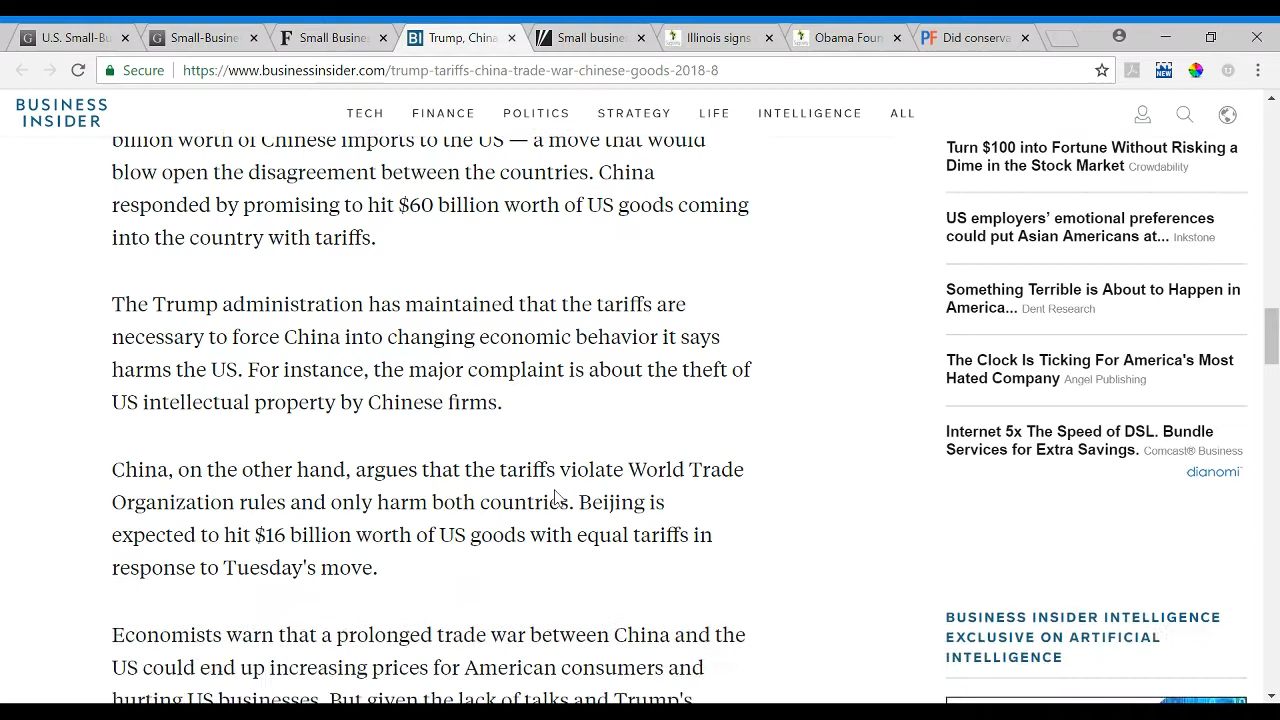 U.S. Small-Bu
Small-Busine
Small Busine
Trump, China
Small busine
Illinois signs
Obama Foun
Did conserva
Secure
https://www.businessinsider.com/trump-tariffs-china-trade-war-chinese-goods-2018-8
NEW
BUSINESS
INSIDER
TECH
FINANCE
POLITICS
STRATEGY
LIFE
INTELLIGENCE
ALL
billion worth of Chinese imports to the US — a move that would
blow open the disagreement between the countries. China
responded by promising to hit $60 billion worth of US goods coming
into the country with tariffs.
The Trump administration has maintained that the tariffs are
necessary to force China into changing economic behavior it says
harms the US. For instance, the major complaint is about the theft of
US intellectual property by Chinese firms.
China, on the other hand, argues that the tariffs violate World Trade
Organization rules and only harm both countries. Beijing is
expected to hit $16 billion worth of US goods with equal tariffs in
response to Tuesday's move.
Economists warn that a prolonged trade war between China and the
US could end up increasing prices for American consumers and
hurting US businesses. But given the lack of talks and Trump's
Turn $100 into Fortune Without Risking a
Dime in the Stock Market Crowdability
US employers' emotional preferences
could put Asian Americans at... Inkstone
Something Terrible is About to Happen in
America... Dent Research
The Clock Is Ticking For America's Most
Hated Company Angel Publishing
Internet 5x The Speed of DSL. Bundle
Services for Extra Savings. Comcast® Business
dianomi™
BUSINESS INSIDER INTELLIGENCE
EXCLUSIVE ON ARTIFICIAL
INTELLIGENCE